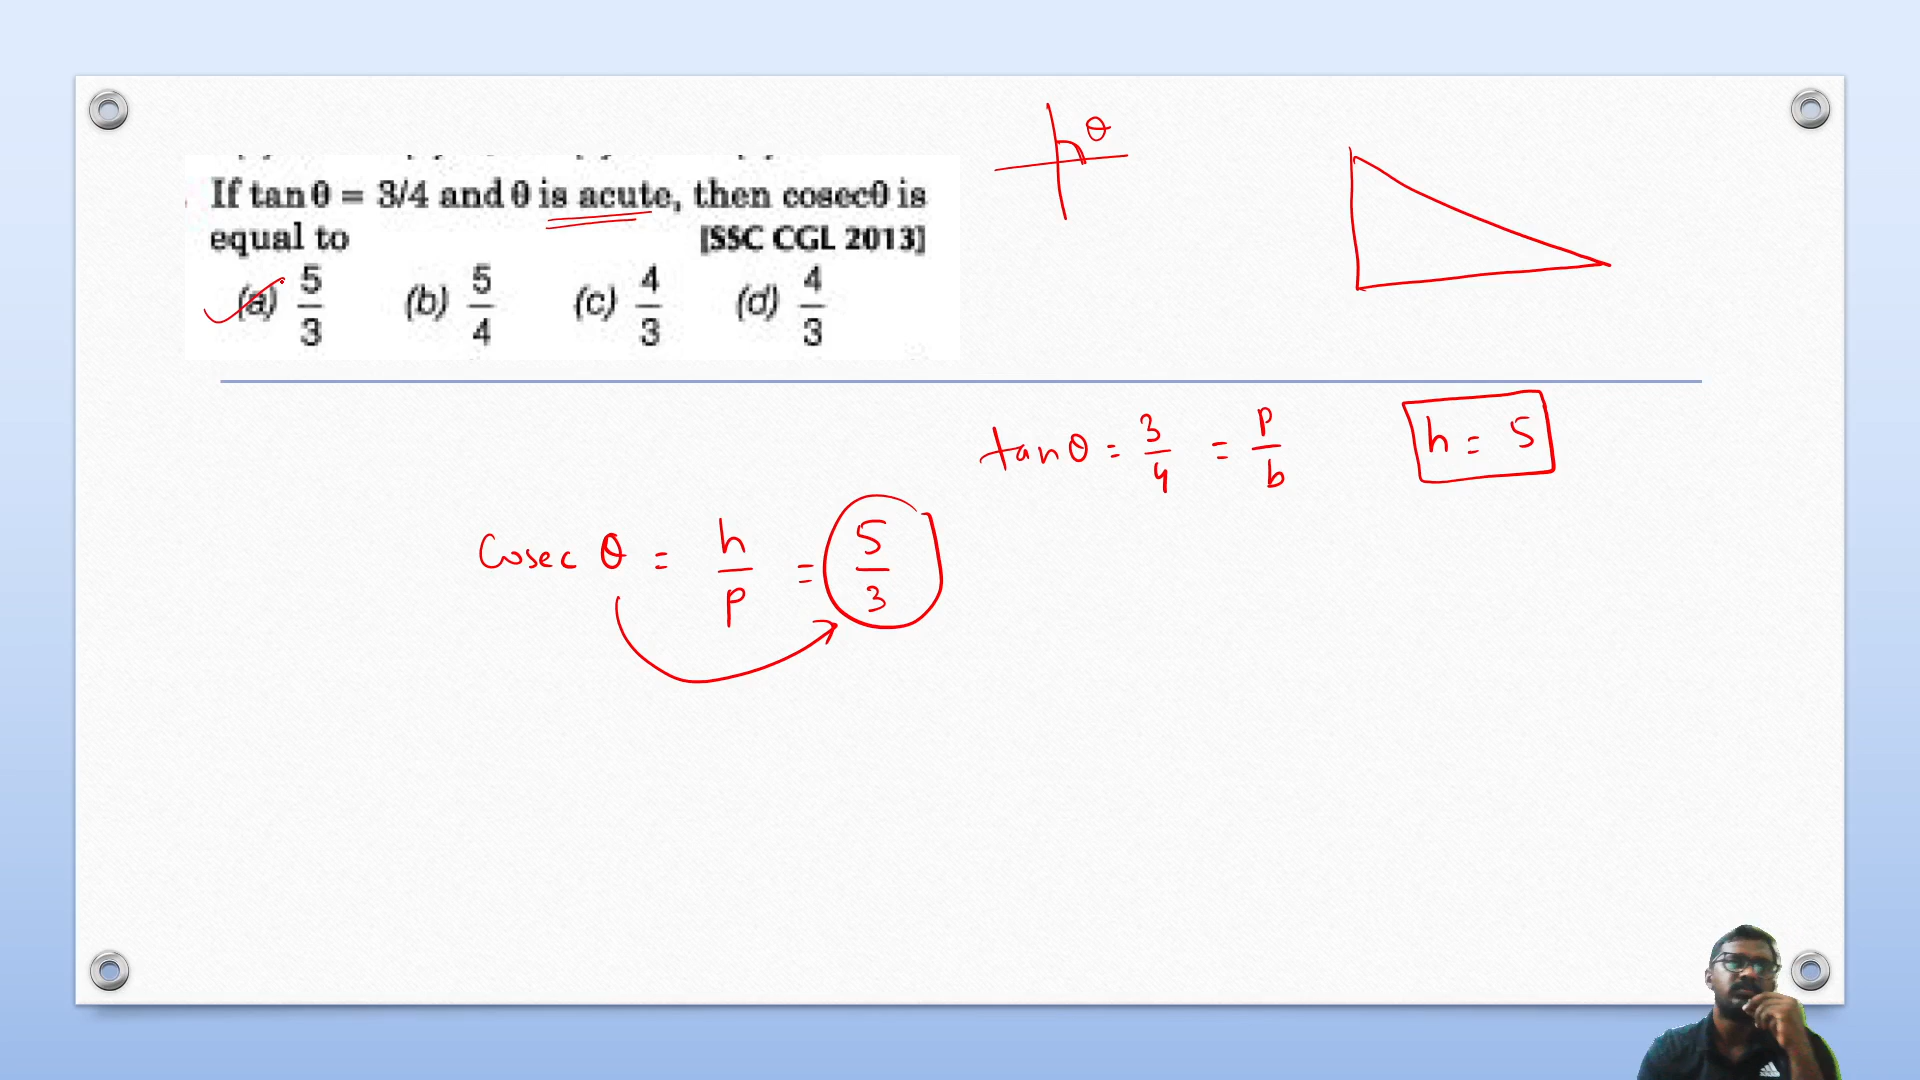 If tan θ = 3/4 and θ is acute, then cosecθ is
equal to [SSC CGL 2013]
(a) 5/3 (b) 5/4 (c) 4/3 (d) 4/3
θ
tan θ = 3/4 = p/b
h = 5
Cosec θ = h/p = 5/3